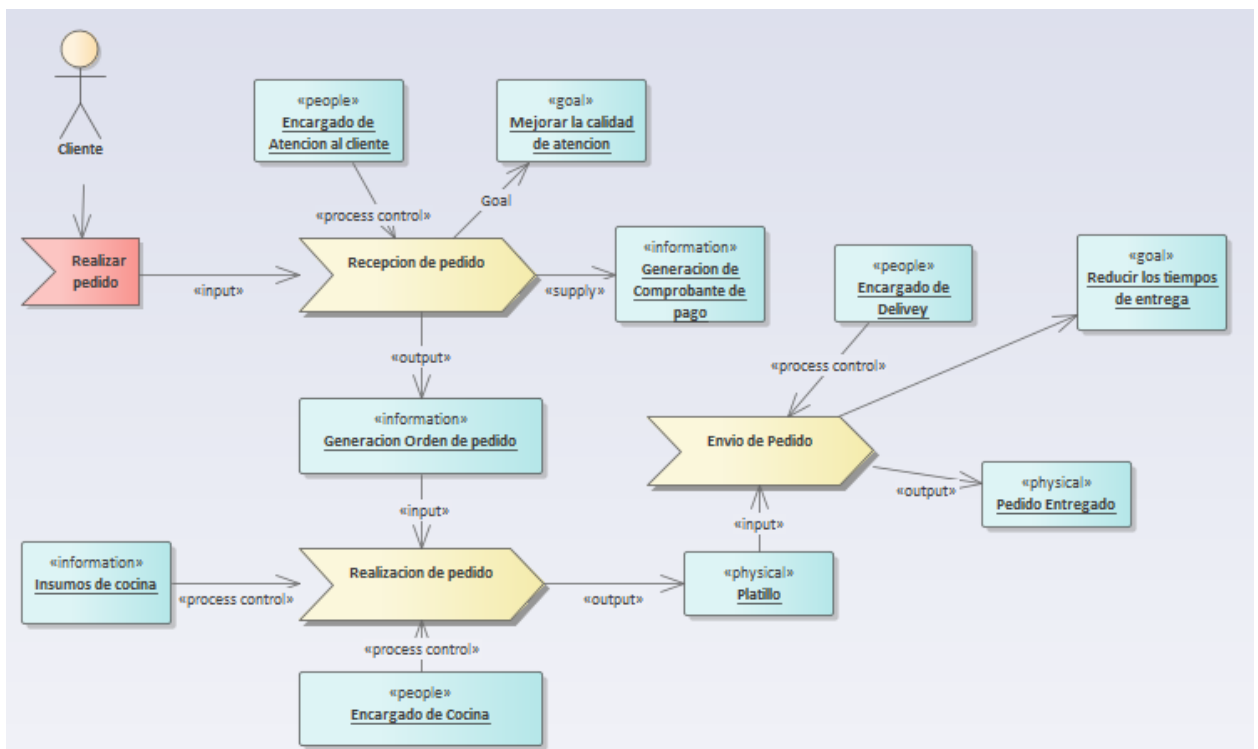 Cliente
«people»
Encargado de
Atencion al cliente
«goal»
Mejorar la calidad
de atencion
«process control»
Goal
Realizar
pedido
«input»
Recepcion de pedido
«supply»
«information»
Generacion de
Comprobante de
pago
«people»
Encargado de
Delivey
«goal»
Reducir los tiempos
de entrega
«output»
«process control»
«information»
Generacion Orden de pedido
Envio de Pedido
«output»
«physical»
Pedido Entregado
«input»
«input»
«information»
Insumos de cocina
«process control»
Realizacion de pedido
«output»
«physical»
Platillo
«process control»
«people»
Encargado de Cocina